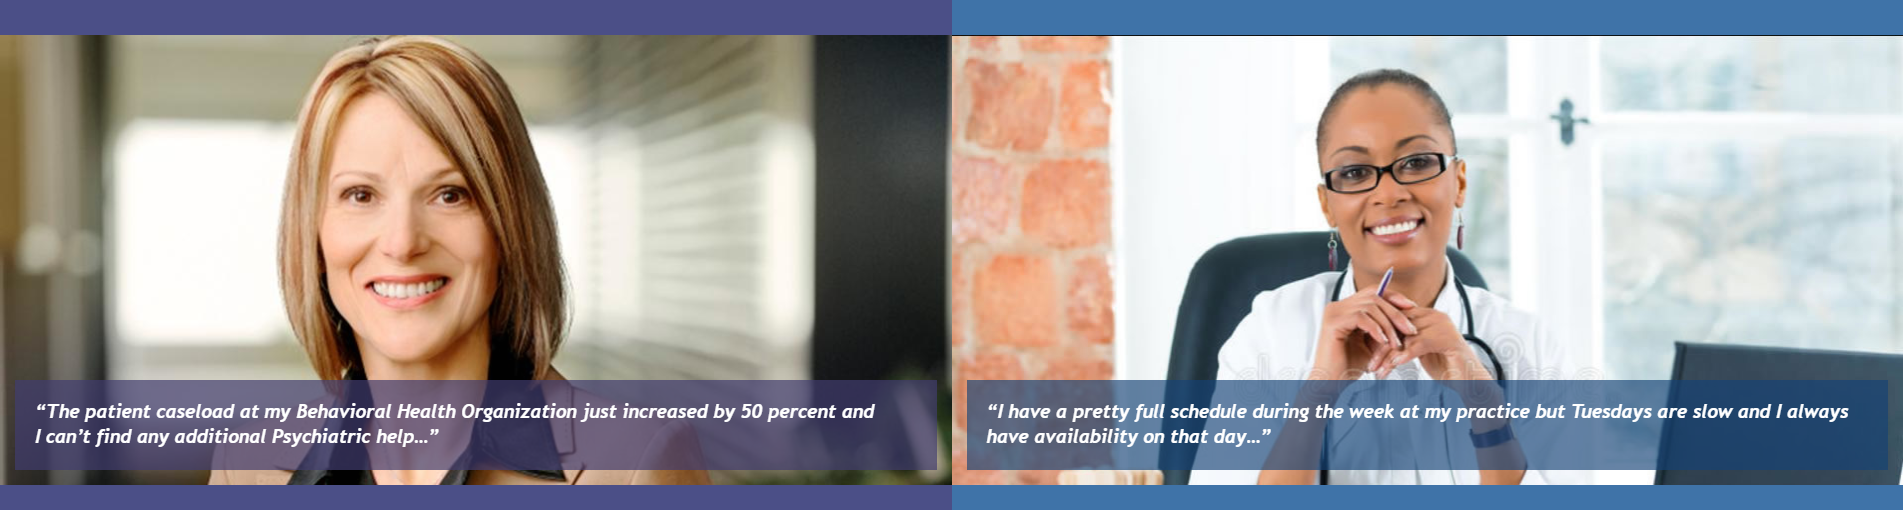 “The patient caseload at my Behavioral Health Organization just increased by 50 percent and
I can’t find any additional Psychiatric help...”
“I have a pretty full schedule during the week at my practice but Tuesdays are slow and I always
have availability on that day...”